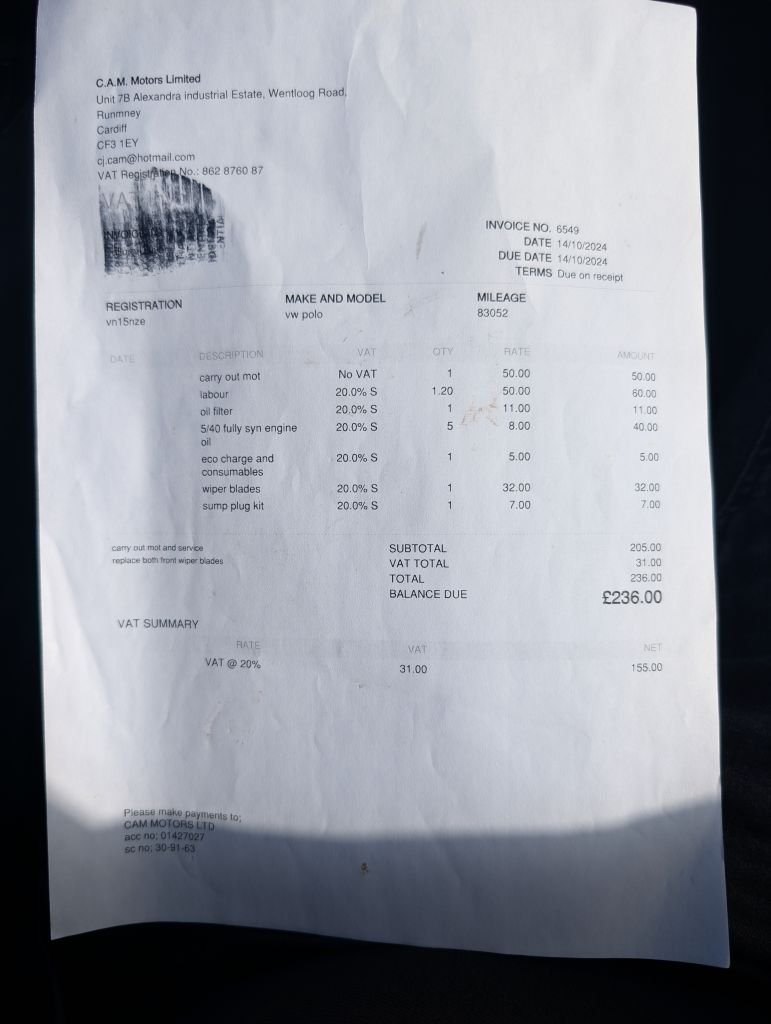 C.A.M. Motors Limited
Unit 7B Alexandra industrial Estate, Wentloog Road,
Rumney
Cardiff
CF3 1EY
cj.cam@hotmail.com
VAT Registration No.: 862 8760 87
INVOICE NO. 6549
DATE 14/10/2024
DUE DATE 14/10/2024
TERMS Due on receipt
REGISTRATION MAKE AND MODEL MILEAGE
vn15nze vw polo 83052
DATE DESCRIPTION VAT QTY RATE AMOUNT
carry out mot No VAT 1 50.00 50.00
labour 20.0% S 1.20 50.00 60.00
oil filter 20.0% S 1 11.00 11.00
5/40 fully syn engine 20.0% S 5 8.00 40.00
oil
eco charge and 20.0% S 1 5.00 5.00
consumables
wiper blades 20.0% S 1 32.00 32.00
sump plug kit 20.0% S 1 7.00 7.00
carry out mot and service SUBTOTAL 205.00
replace both front wiper blades VAT TOTAL 31.00
TOTAL 236.00
BALANCE DUE £236.00
VAT SUMMARY
RATE VAT NET
VAT @ 20% 31.00 155.00
Please make payments to;
CAM MOTORS LTD
acc no; 01427027
sc no; 30-91-63